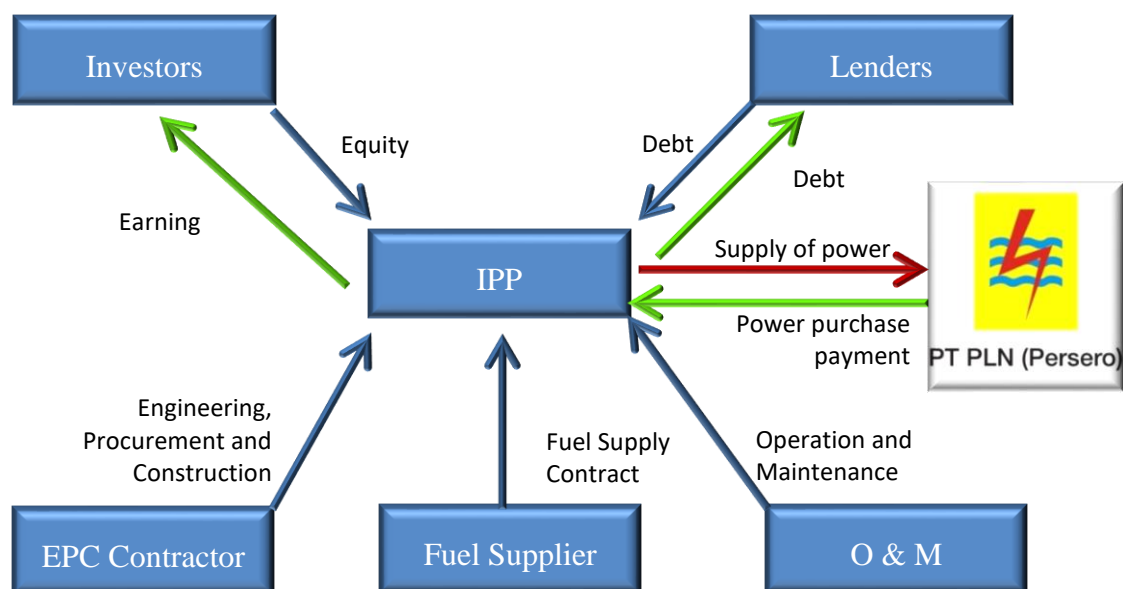 Investors
Lenders
Equity
Debt
Debt
Earning
Supply of power
IPP
Power purchase
payment
PT PLN (Persero)
Engineering,
Procurement and
Construction
Fuel Supply
Contract
Operation and
Maintenance
EPC Contractor
Fuel Supplier
O & M